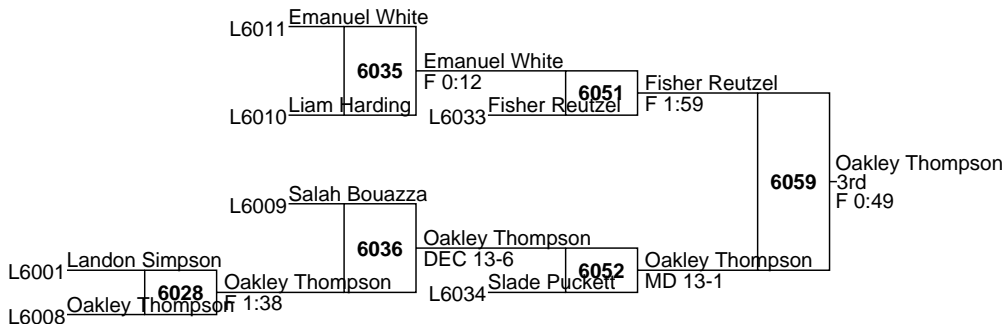 Emanuel White
L6011
6035
Emanuel White
F 0:12
Liam Harding
L6010
6051
Fisher Reutzel
F 1:59
Fisher Reutzel
L6033
6059
Oakley Thompson
3rd
F 0:49
Salah Bouazza
L6009
6036
Oakley Thompson
DEC 13-6
6052
Oakley Thompson
MD 13-1
Slade Puckett
L6034
Landon Simpson
L6001
6028
Oakley Thompson
F 1:38
Oakley Thompson
L6008